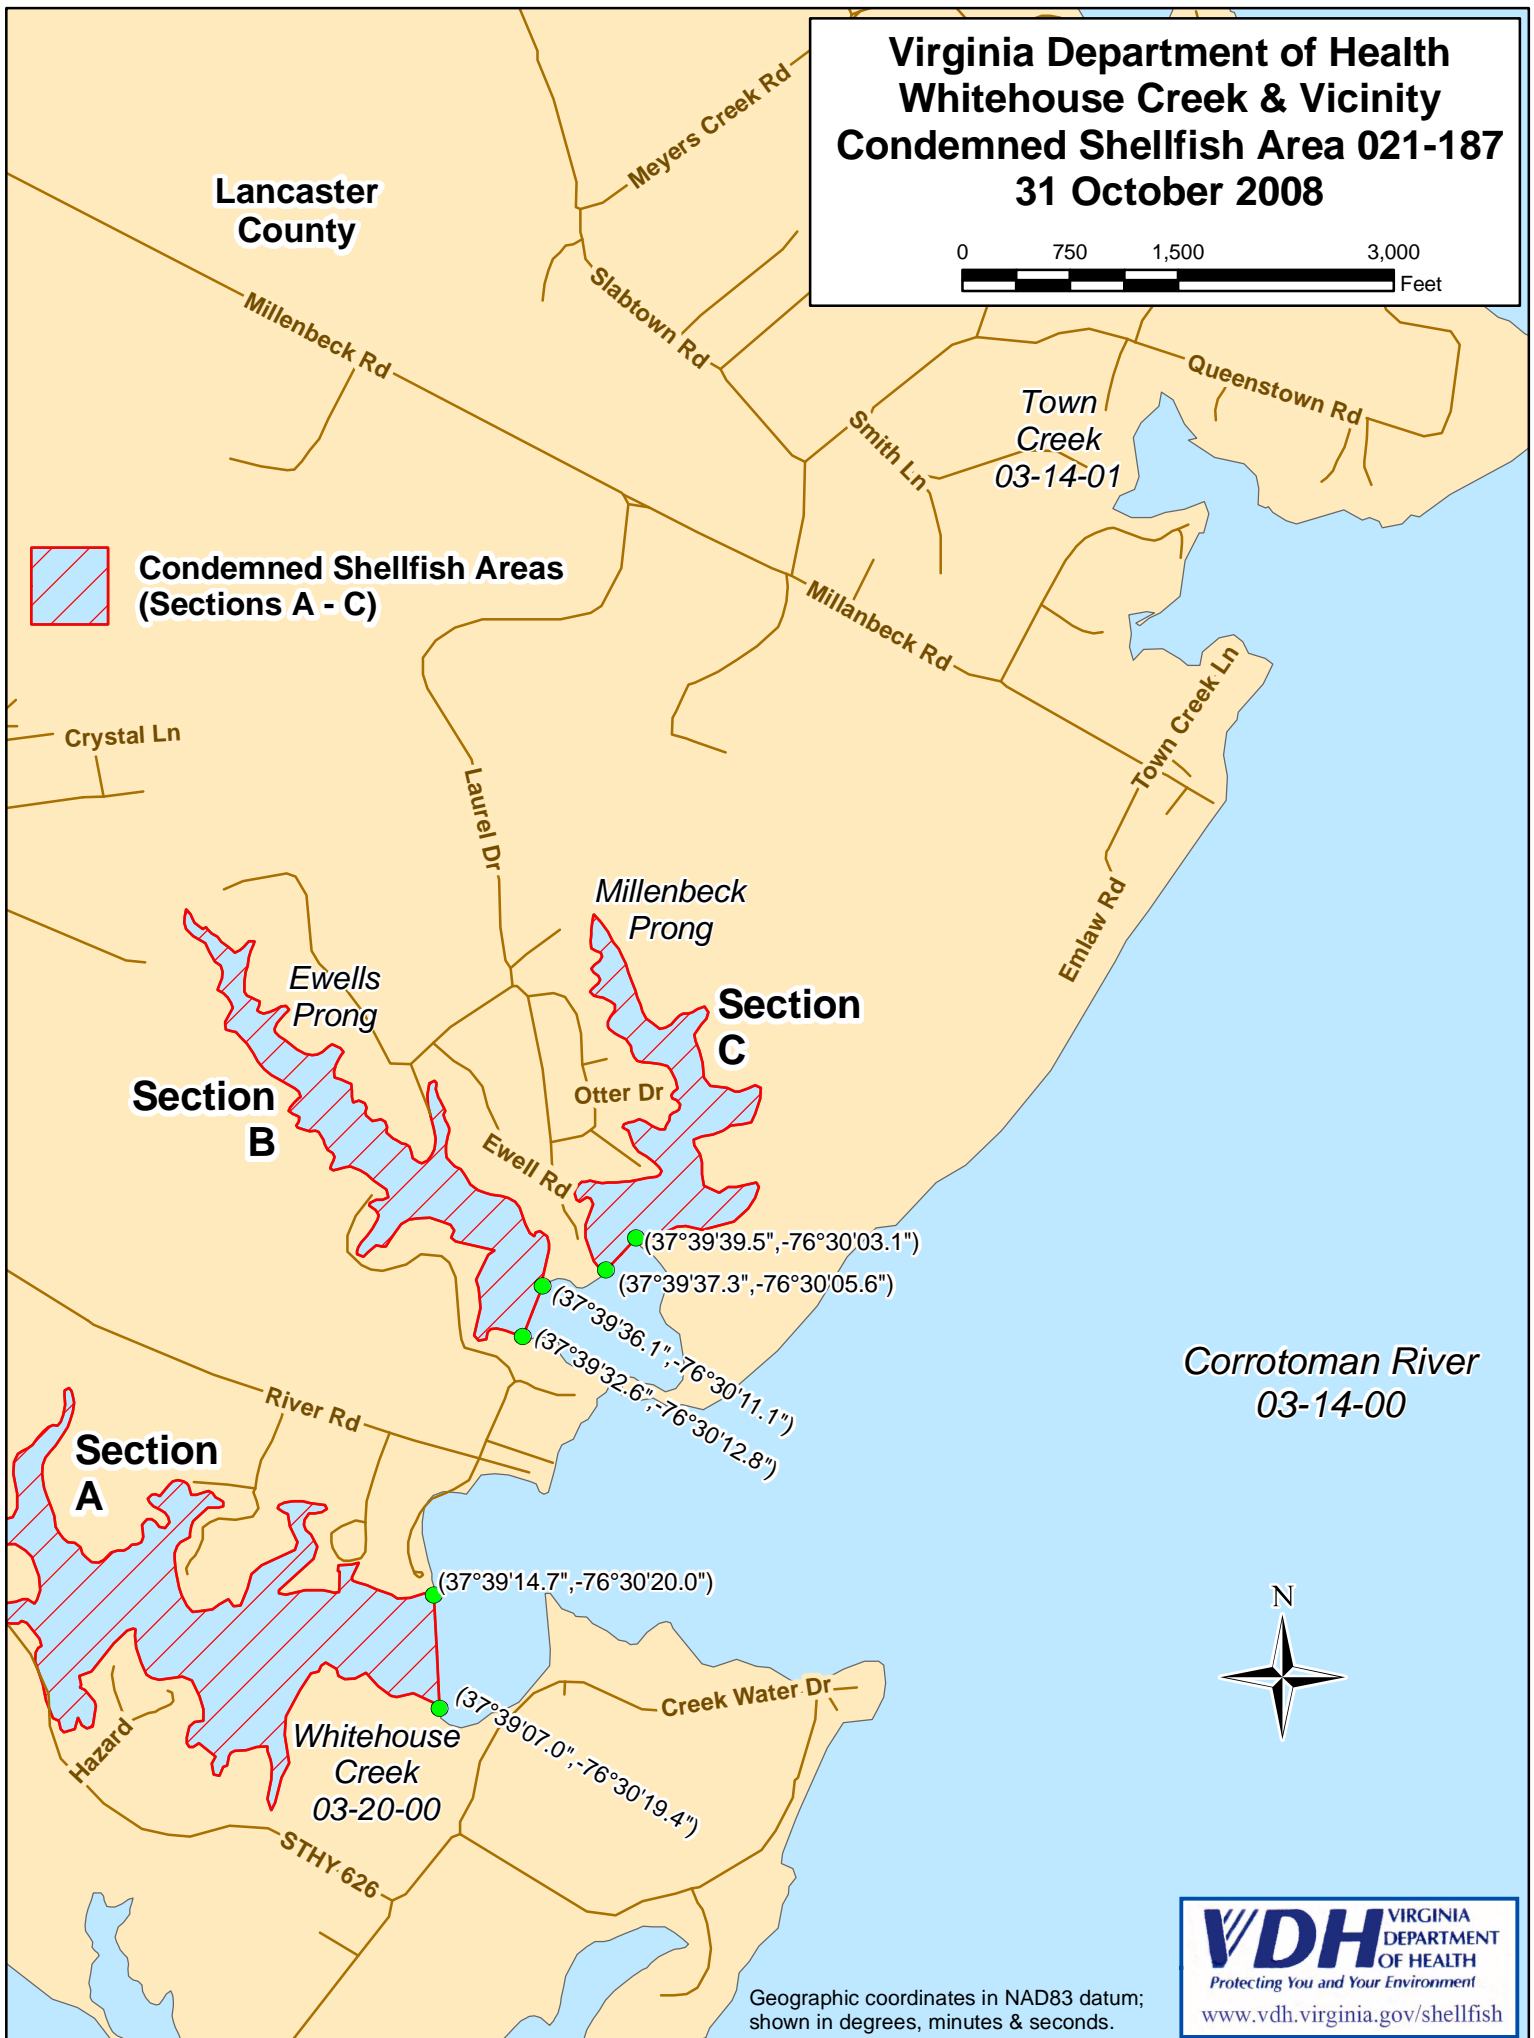 Virginia Department of Health
Whitehouse Creek & Vicinity
Condemned Shellfish Area 021-187
31 October 2008
0 750 1,500 3,000
Feet
Meyers Creek Rd
Lancaster
County
Slabtown Rd
Millenbeck Rd
Queenstown Rd
Town
Creek
03-14-01
Smith Ln
Condemned Shellfish Areas
(Sections A - C)
Millanbeck Rd
Town Creek Ln
Crystal Ln
Laurel Dr
Millenbeck
Prong
Emlaw Rd
Ewells
Prong
Section
C
Otter Dr
Section
B
Ewell Rd
(37°39'39.5",-76°30'03.1")
(37°39'37.3",-76°30'05.6")
(37°39'36.1",-76°30'11.1")
(37°39'32.6",-76°30'12.8")
Corrotoman River
03-14-00
River Rd
Section
A
(37°39'14.7",-76°30'20.0")
N
Creek Water Dr
(37°39'07.0",-76°30'19.4")
Hazard
Whitehouse
Creek
03-20-00
STHY 626
VDH
VIRGINIA
DEPARTMENT
OF HEALTH
Protecting You and Your Environment
www.vdh.virginia.gov/shellfish
Geographic coordinates in NAD83 datum;
shown in degrees, minutes & seconds.